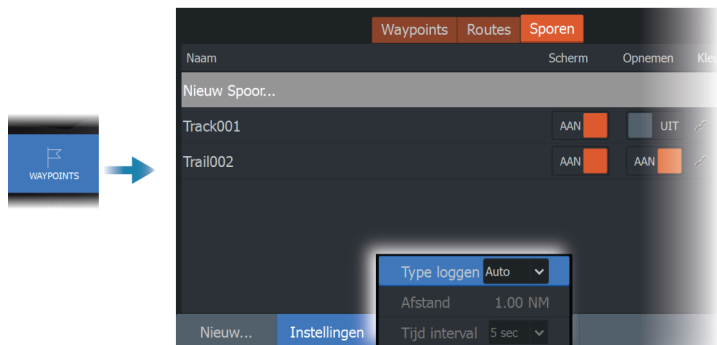 Waypoints Routes Sporen
Naam Scherm Opnemen Kleu
Nieuw Spoor...
Track001 AAN UIT
Trail002 AAN AAN
WAYPOINTS
Type loggen Auto
Afstand 1.00 NM
Nieuw... Instellingen Tijd interval 5 sec